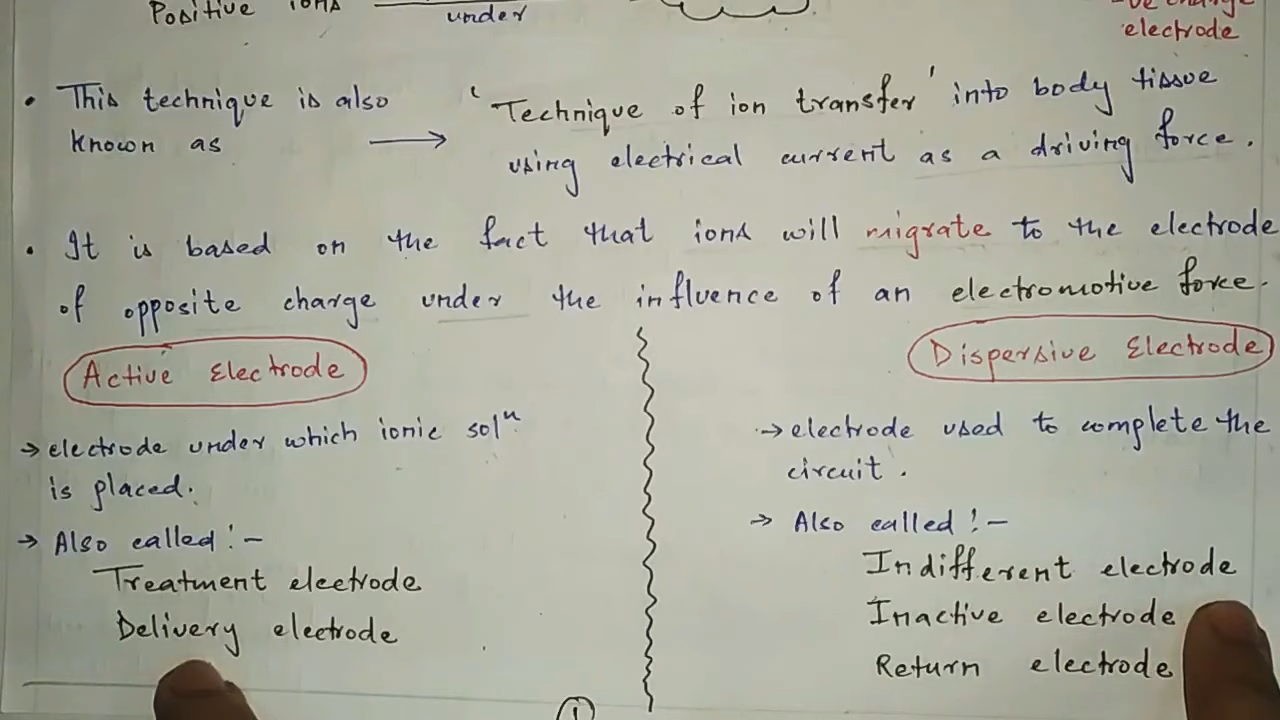 Positive ions
under
-ve charge
electrode
• This technique is also
known as → 'Technique of ion transfer' into body tissue
using electrical current as a driving force.
• It is based on the fact that ions will migrate to the electrode
of opposite charge under the influence of an electromotive force.
Active Electrode
→ electrode under which ionic solⁿ
is placed.
→ Also called :-
Treatment electrode
Delivery electrode
Dispersive Electrode
→ electrode used to complete the
circuit.
→ Also called :-
Indifferent electrode
Inactive electrode
Return electrode
1